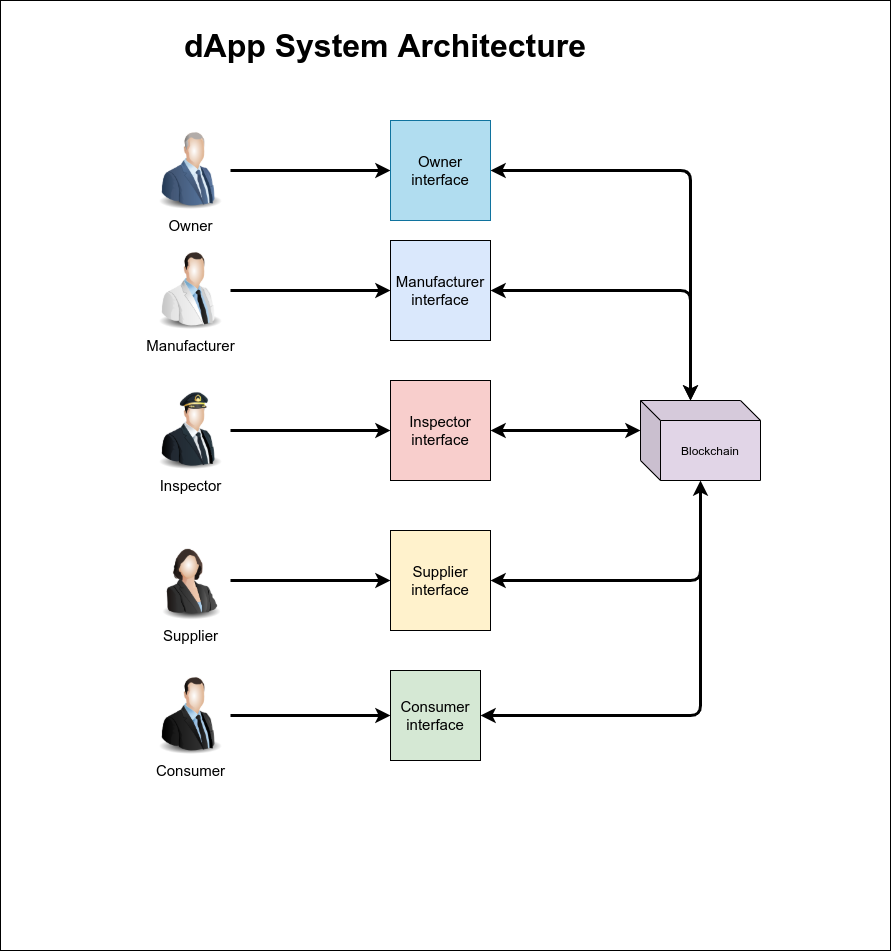 dApp System Architecture
Owner
interface
Owner
Manufacturer
interface
Manufacturer
Inspector
interface
Blockchain
Inspector
Supplier
interface
Supplier
Consumer
interface
Consumer